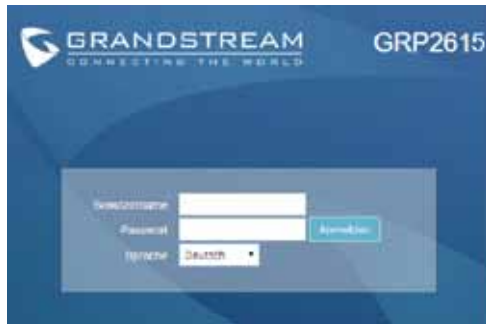 GRANDSTREAM
CONNECTING THE WORLD
GRP2615
Benutzername
Passwort
Anmelden
Sprache
Deutsch